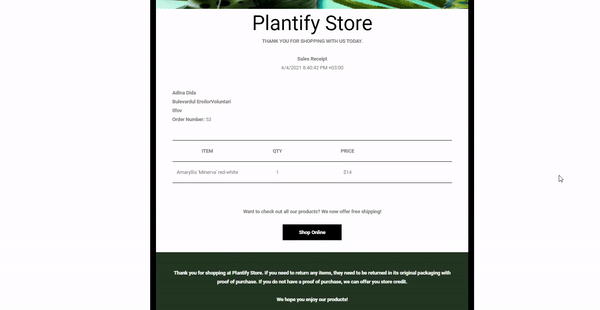 Plantify Store
THANK YOU FOR SHOPPING WITH US TODAY.
Sales Receipt
4/4/2021 8:40:42 PM +03:00
Adina Dida
Bulevardul EroilorVoluntari
Ilfov
Order Number: 53
ITEM QTY PRICE
Amaryllis 'Minerva' red-white 1 $14
Want to check out all our products? We now offer free shipping!
Shop Online
Thank you for shopping at Plantify Store. If you need to return any items, they need to be returned in its original packaging with
proof of purchase. If you do not have a proof of purchase, we can offer you store credit.
We hope you enjoy our products!